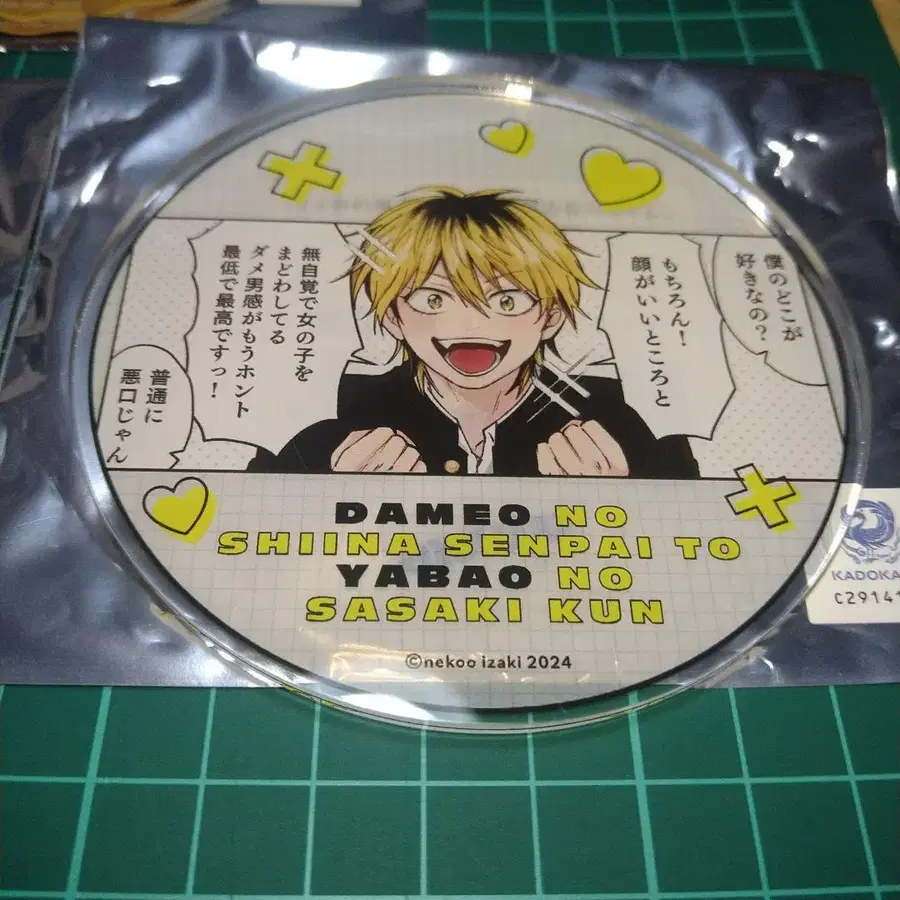 僕のどこが
好きなの？
もちろん！
顔がいいところと
無自覚で女の子を
まどわしてる
ダメ男感がもうホント
最低で最高ですっ！
普通に
悪口じゃん
DAMEO NO
SHIINA SENPAI TO
YABAO NO
SASAKI KUN
©nekoo izaki 2024
KADOKA
C29141